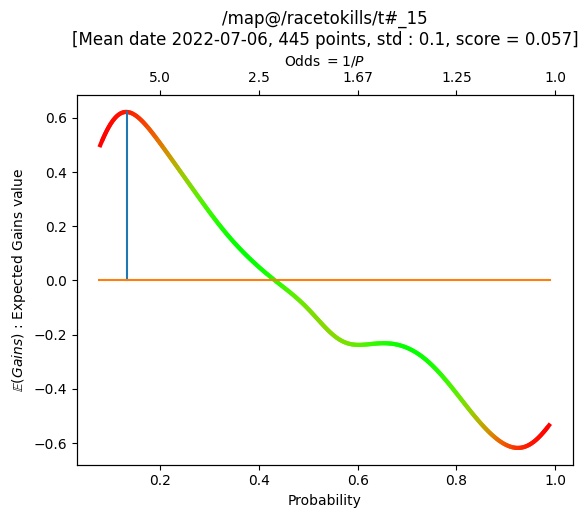 /map@/racetokills/t#_15
[Mean date 2022-07-06, 445 points, std : 0.1, score = 0.057]
Odds = 1/P
5.0 2.5 1.67 1.25 1.0
0.6
0.4
0.2
0.0
−0.2
−0.4
−0.6
𝔼(Gains) : Expected Gains value
0.2 0.4 0.6 0.8 1.0
Probability